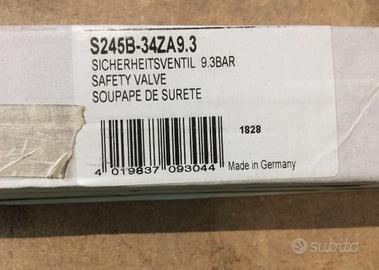 S245B-34ZA9.3
SICHERHEITSVENTIL 9.3BAR
SAFETY VALVE
SOUPAPE DE SURETE
1828
4 019837 093044
Made in Germany
subito